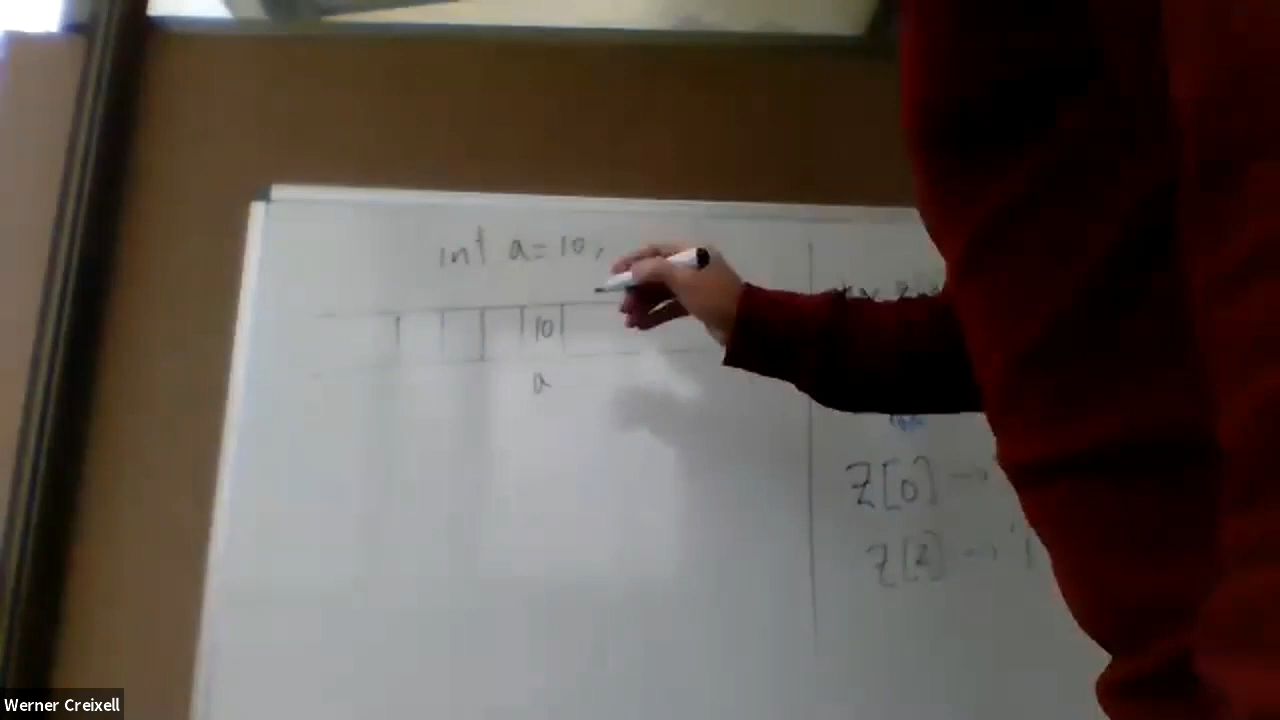 int a=10,
10
a
z[0] →
z[2] →
Werner Creixell